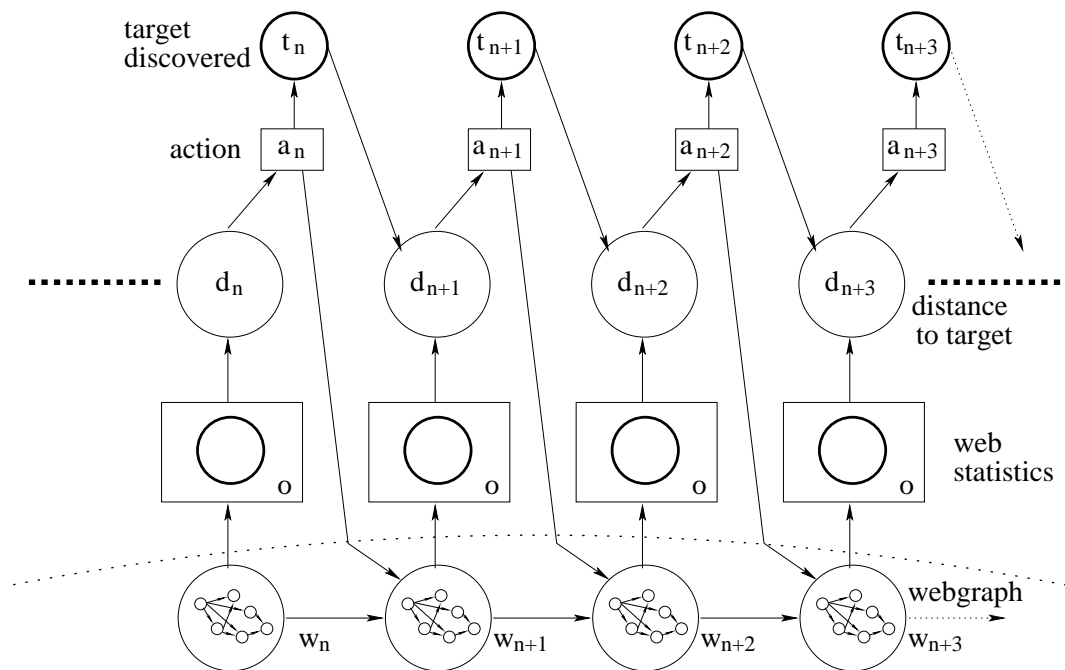 target
discovered
t n
t n+1
t n+2
t n+3
action
a n
a n+1
a n+2
a n+3
d n
d n+1
d n+2
d n+3
distance
to target
o
o
o
o
web
statistics
webgraph
w n
w n+1
w n+2
w n+3